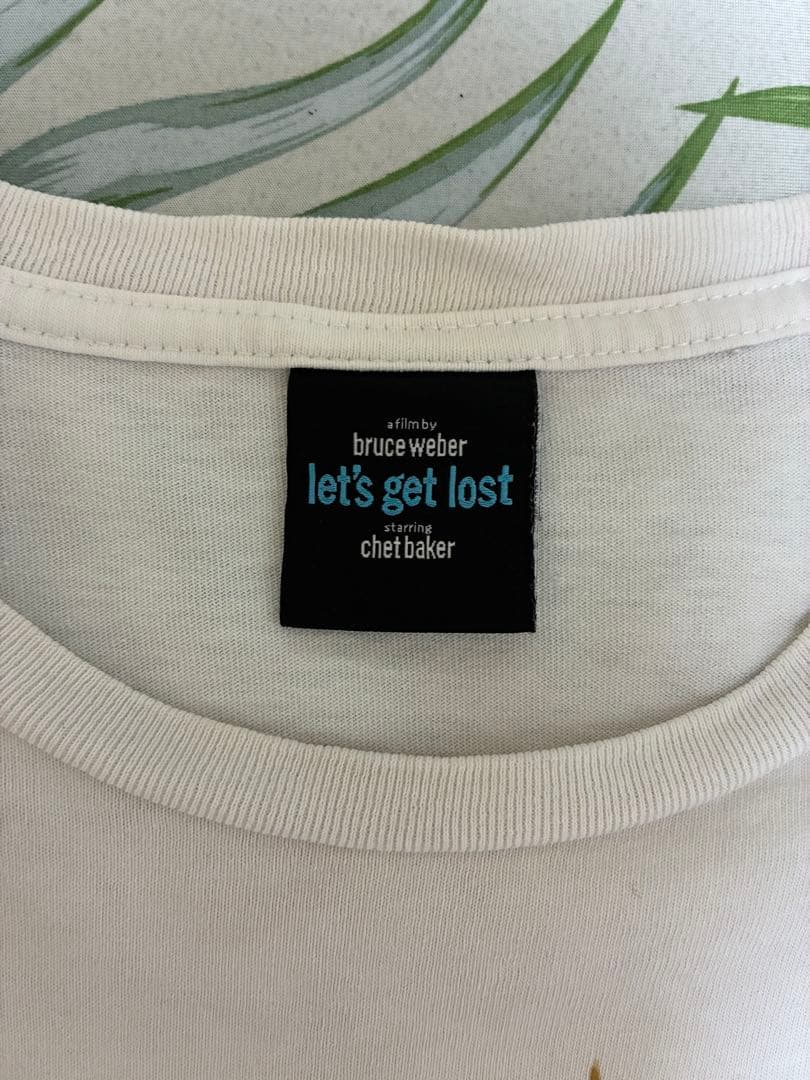 a film by
bruce weber
let's get lost
starring
chet baker